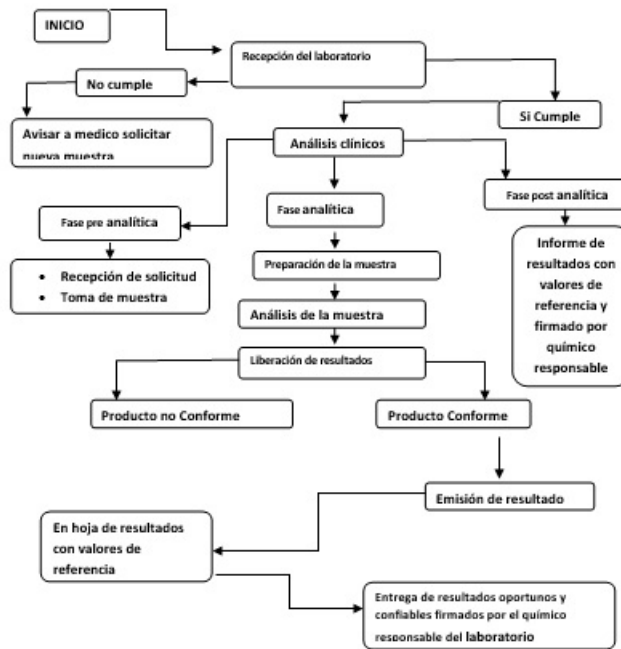 INICIO
Recepción del laboratorio
No cumple
Si Cumple
Avisar a medico solicitar
nueva muestra
Análisis clínicos
Fase pre analítica
Fase analítica
Fase post analítica
• Recepción de solicitud
• Toma de muestra
Preparación de la muestra
Informe de
resultados con
valores de
referencia y
firmado por
químico
responsable
Análisis de la muestra
Liberación de resultados
Producto no Conforme
Producto Conforme
Emisión de resultado
En hoja de resultados
con valores de
referencia
Entrega de resultados oportunos y
confiables firmados por el químico
responsable del laboratorio